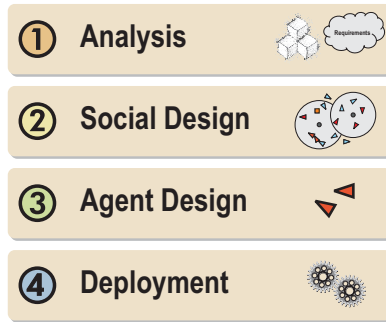 1 Analysis
Requirements
2 Social Design
3 Agent Design
4 Deployment